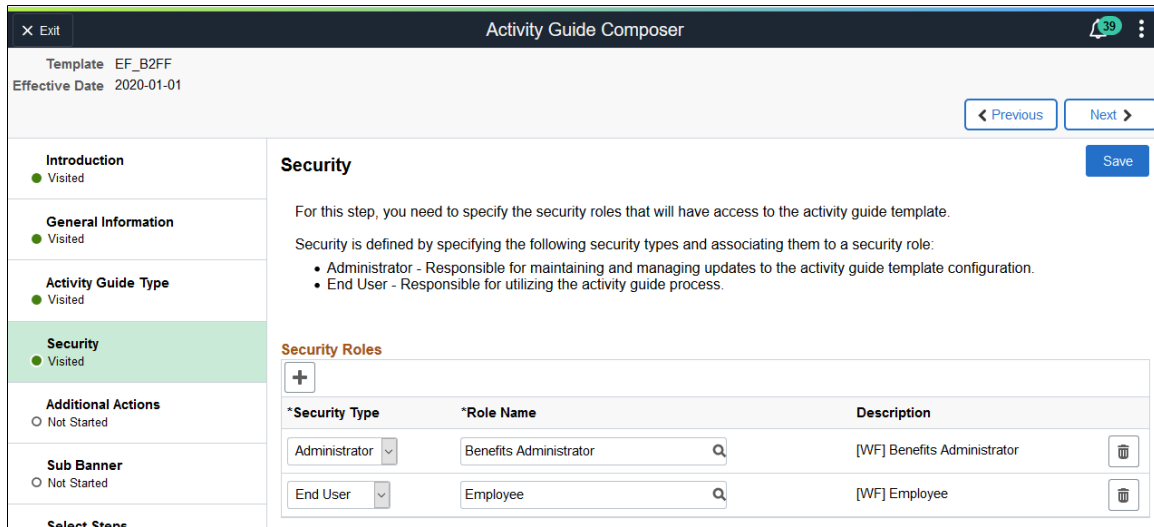 Exit
Activity Guide Composer
39
Template EF_B2FF
Effective Date 2020-01-01
Previous
Next
Introduction
Visited
General Information
Visited
Activity Guide Type
Visited
Security
Visited
Additional Actions
Not Started
Sub Banner
Not Started
Select Steps
Security
Save
For this step, you need to specify the security roles that will have access to the activity guide template.
Security is defined by specifying the following security types and associating them to a security role:
• Administrator - Responsible for maintaining and managing updates to the activity guide template configuration.
• End User - Responsible for utilizing the activity guide process.
Security Roles
*Security Type *Role Name Description
Administrator Benefits Administrator [WF] Benefits Administrator
End User Employee [WF] Employee